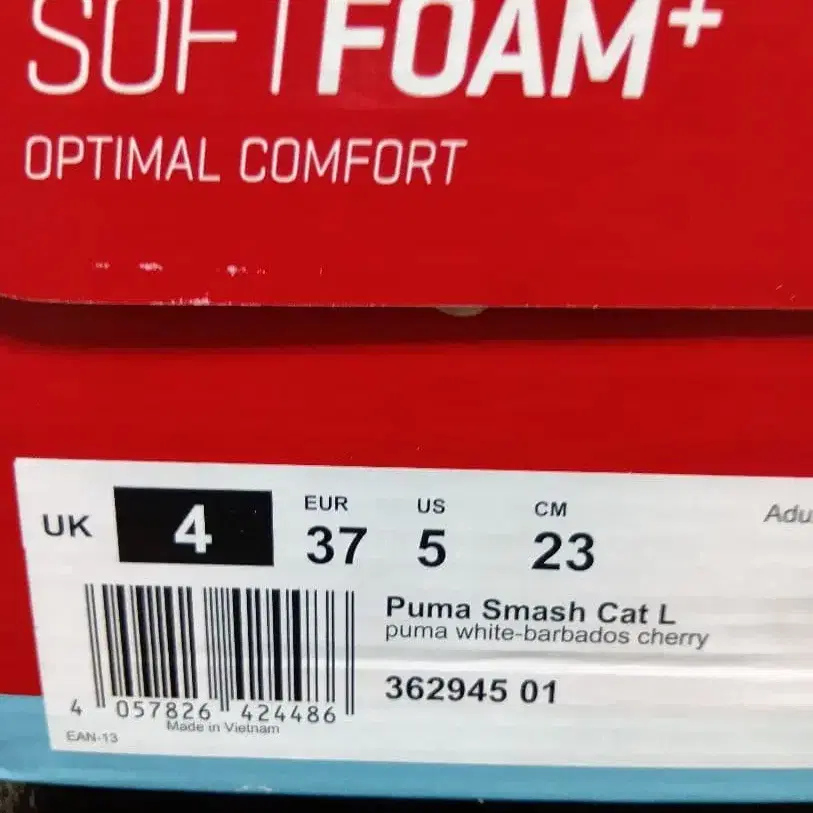 SOFTFOAM+
OPTIMAL COMFORT
UK 4 EUR 37 US 5 CM 23
Puma Smash Cat L
puma white-barbados cherry
362945 01
4 057826 424486
Made in Vietnam
EAN-13